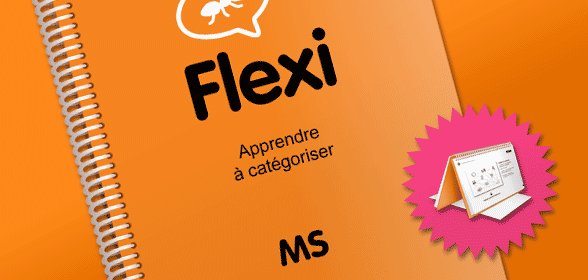 Flexi
Apprendre
à catégoriser
MS